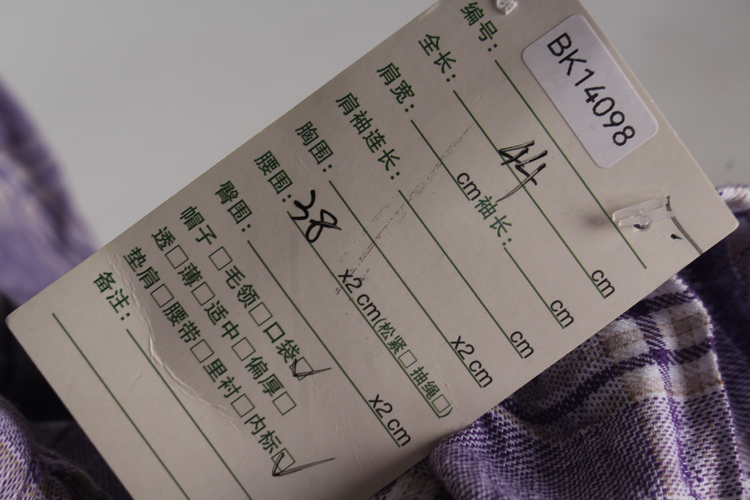 编号: BK14098
全长: 44 cm
肩宽: cm袖长: cm
肩袖连长: cm
胸围: x2 cm
腰围: 38 x2 cm(松紧□ 抽绳□)
臀围: x2 cm
帽子□毛领□口袋☑
透□薄□适中□偏厚□
垫肩□腰带□里衬□内标☑
备注: